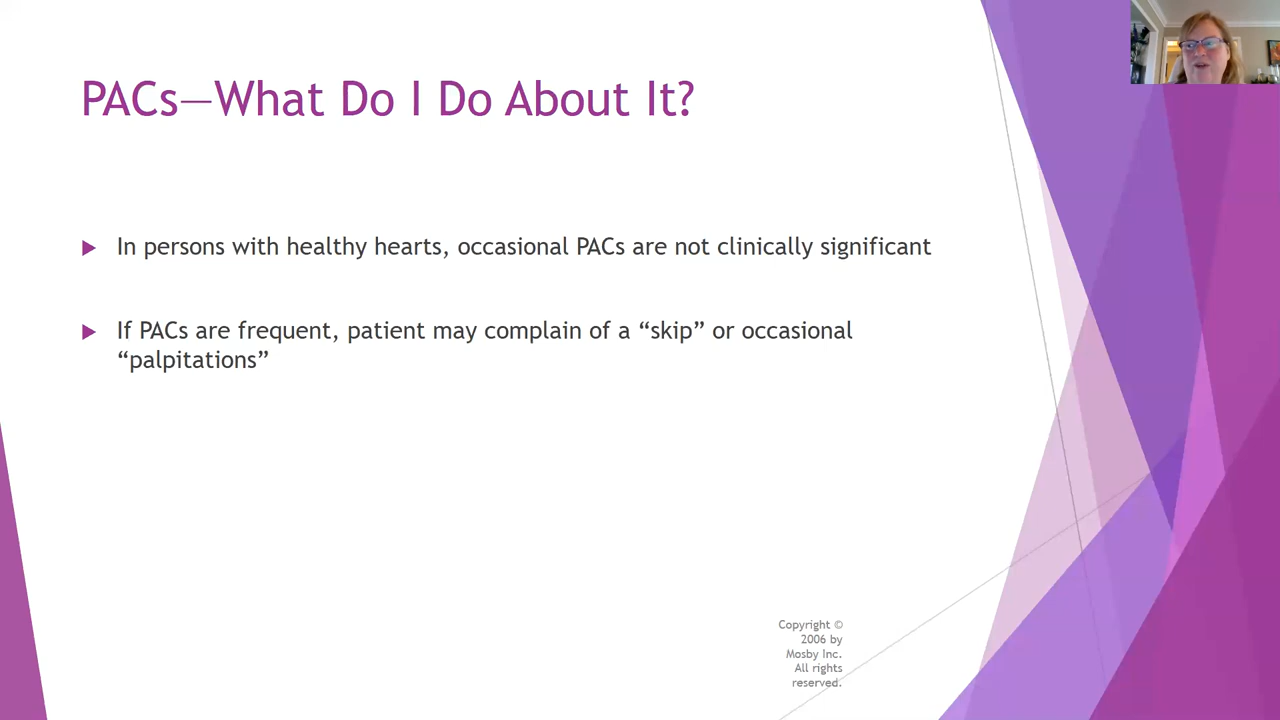 PACs—What Do I Do About It?
In persons with healthy hearts, occasional PACs are not clinically significant
If PACs are frequent, patient may complain of a “skip” or occasional
“palpitations”
Copyright ©
2006 by
Mosby Inc.
All rights
reserved.